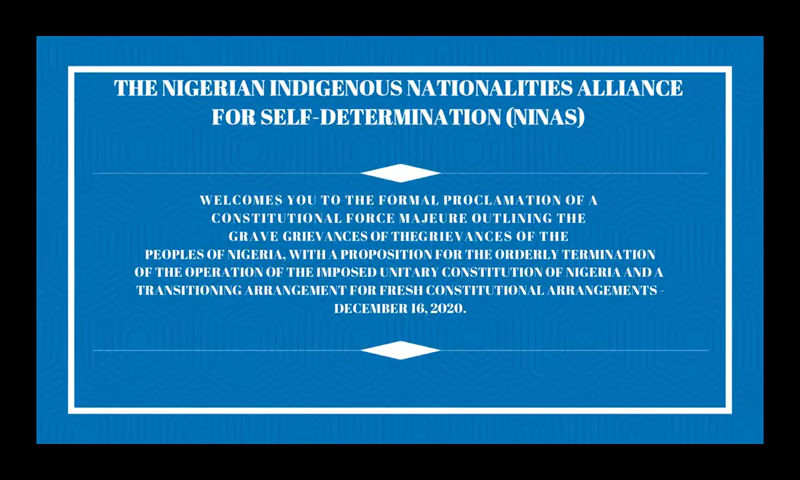 THE NIGERIAN INDIGENOUS NATIONALITIES ALLIANCE
FOR SELF-DETERMINATION (NINAS)
WELCOMES YOU TO THE FORMAL PROCLAMATION OF A
CONSTITUTIONAL FORCE MAJEURE OUTLINING THE
GRAVE GRIEVANCES OF THEGRIEVANCES OF THE
PEOPLES OF NIGERIA, WITH A PROPOSITION FOR THE ORDERLY TERMINATION
OF THE OPERATION OF THE IMPOSED UNITARY CONSTITUTION OF NIGERIA AND A
TRANSITIONING ARRANGEMENT FOR FRESH CONSTITUTIONAL ARRANGEMENTS -
DECEMBER 16, 2020.